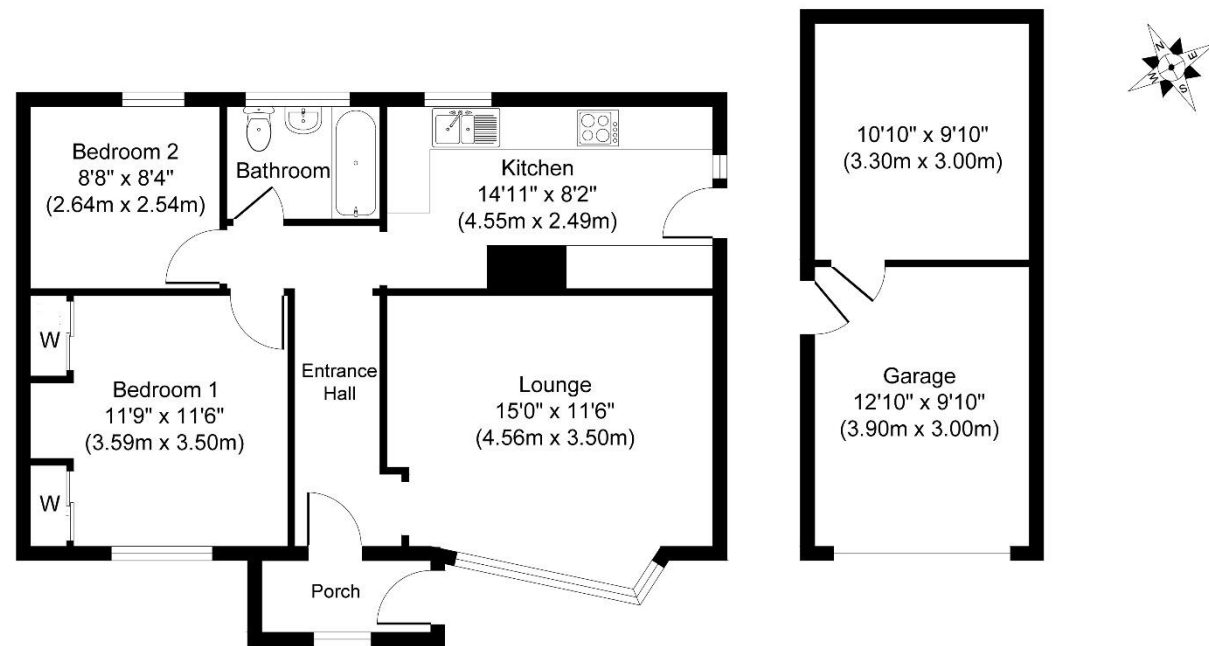 Bedroom 2
8'8" x 8'4"
(2.64m x 2.54m)
Bathroom
Kitchen
14'11" x 8'2"
(4.55m x 2.49m)
10'10" x 9'10"
(3.30m x 3.00m)
N
E
S
W
W
Bedroom 1
11'9" x 11'6"
(3.59m x 3.50m)
W
Entrance
Hall
Lounge
15'0" x 11'6"
(4.56m x 3.50m)
Garage
12'10" x 9'10"
(3.90m x 3.00m)
Porch